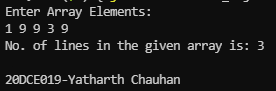 Enter Array Elements:
1 9 9 3 9
No. of lines in the given array is: 3
20DCE019-Yatharth Chauhan